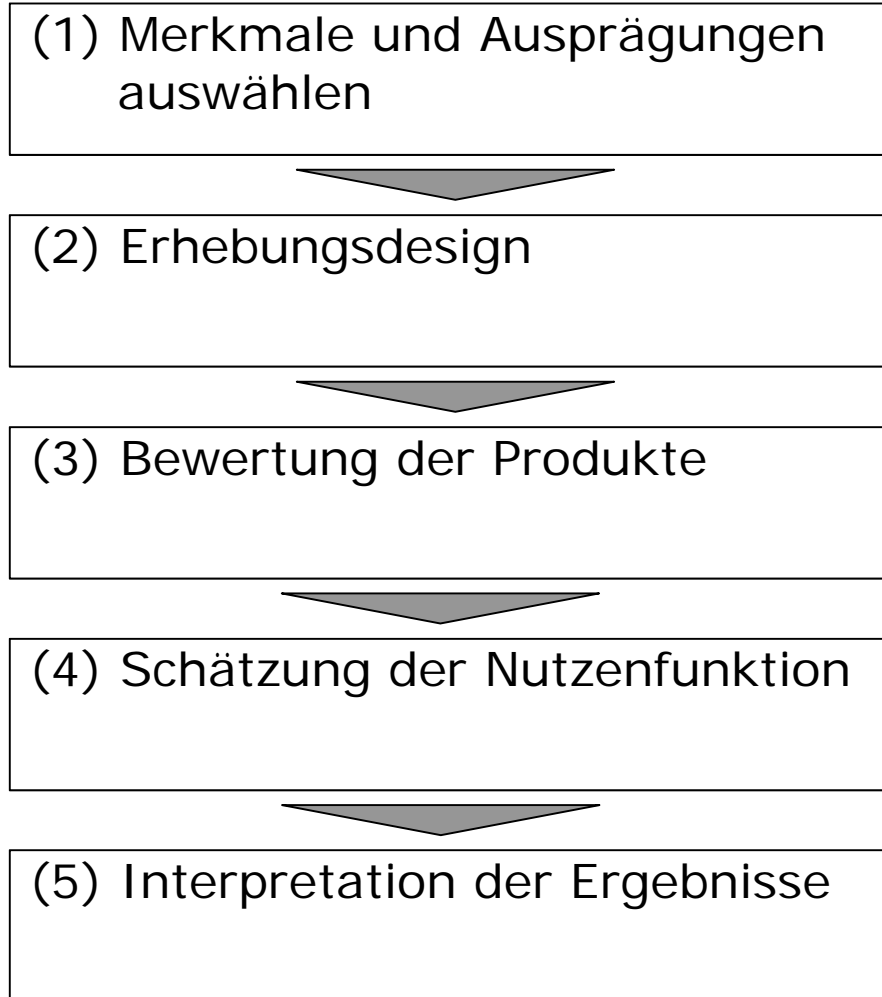 (1) Merkmale und Ausprägungen
auswählen
(2) Erhebungsdesign
(3) Bewertung der Produkte
(4) Schätzung der Nutzenfunktion
(5) Interpretation der Ergebnisse